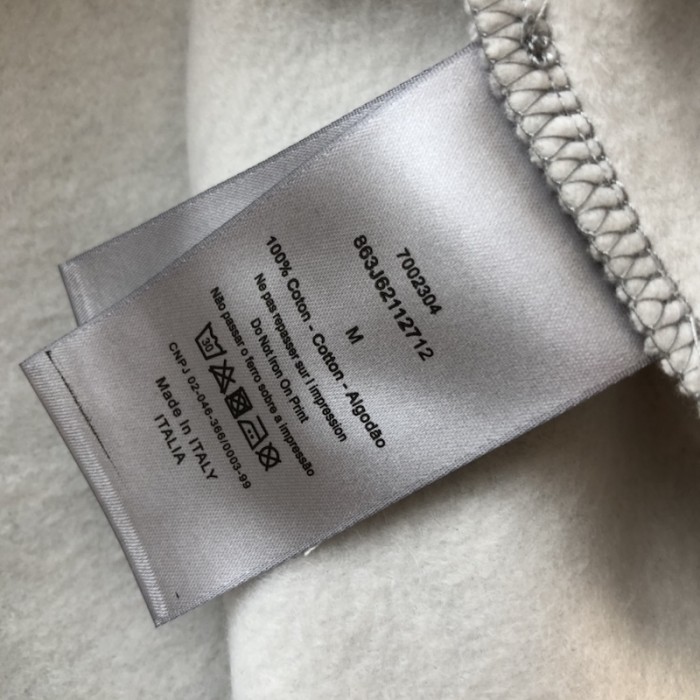 7002304
863J62112712
M
100% Coton - Cotton - Algodão
Ne pas repasser sur l impression
Do Not Iron On Print
Não passar o ferro sobre a impressão
30
CNPJ 02-046-366/0003-99
Made in ITALY
ITALIA